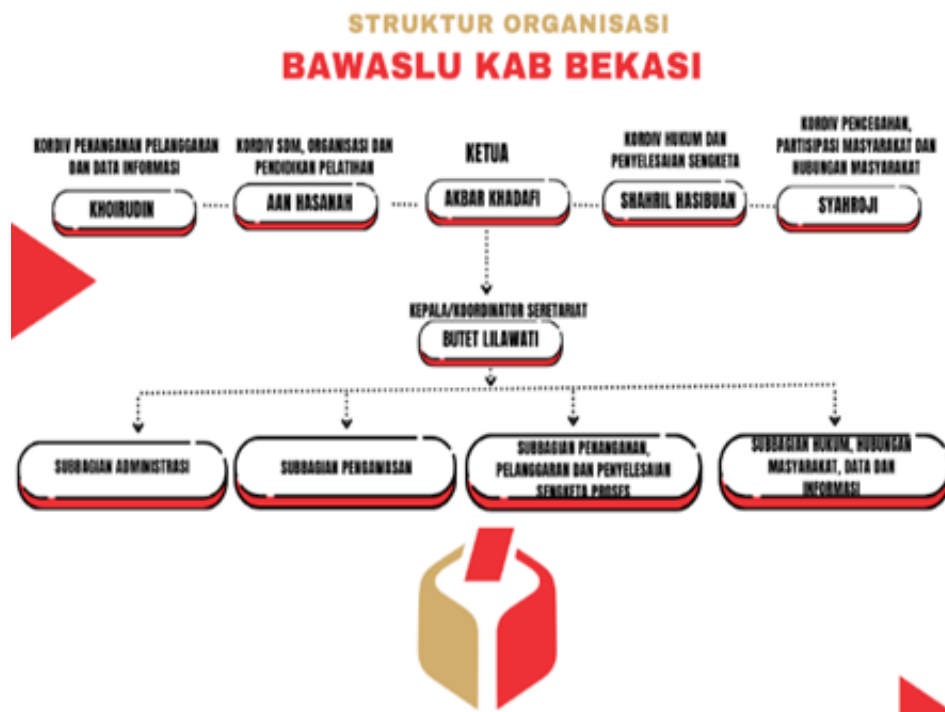 STRUKTUR ORGANISASI
BAWASLU KAB BEKASI
KORDIV PENANGANAN PELANGGARAN
DAN DATA INFORMASI
KHOIRUDIN
KORDIV SDM, ORGANISASI DAN
PENDIDIKAN PELATIHAN
AAN HASANAH
KETUA
AKBAR KHADAFI
KORDIV HUKUM DAN
PENYELESAIAN SENGKETA
SHAHRIL HASIBUAN
KORDIV PENCEGAHAN,
PARTISIPASI MASYARAKAT DAN
HUBUNGAN MASYARAKAT
SYAHROJI
KEPALA/KOORDINATOR SERETARIAT
BUTET LILAWATI
SUBBAGIAN ADMINISTRASI
SUBBAGIAN PENGAWASAN
SUBBAGIAN PENANGANAN,
PELANGGARAN DAN PENYELESAIAN
SENGKETA PROSES
SUBBAGIAN HUKUM, HUBUNGAN
MASYARAKAT, DATA DAN
INFORMASI